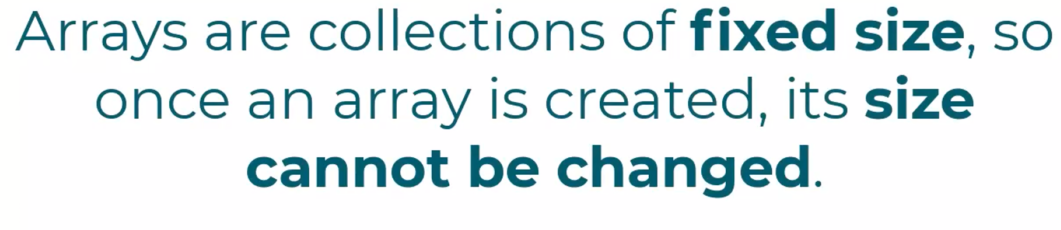 Arrays are collections of fixed size, so
once an array is created, its size
cannot be changed.